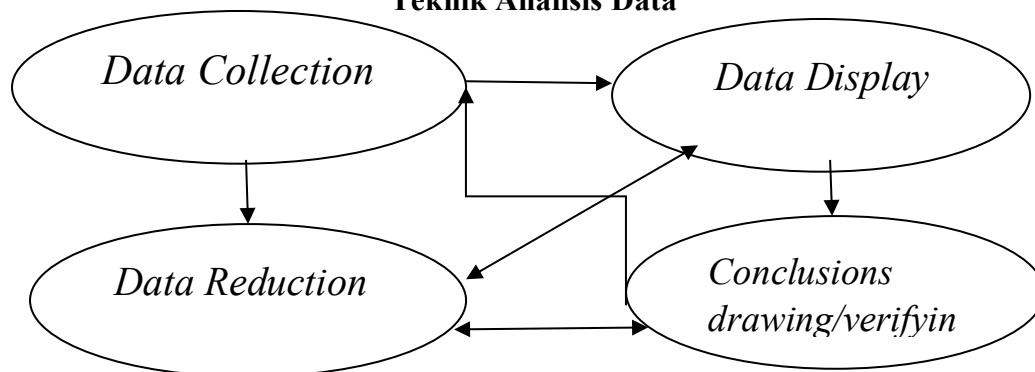 Teknik Analisis Data
Data Collection
Data Display
Data Reduction
Conclusions
drawing/verifyin